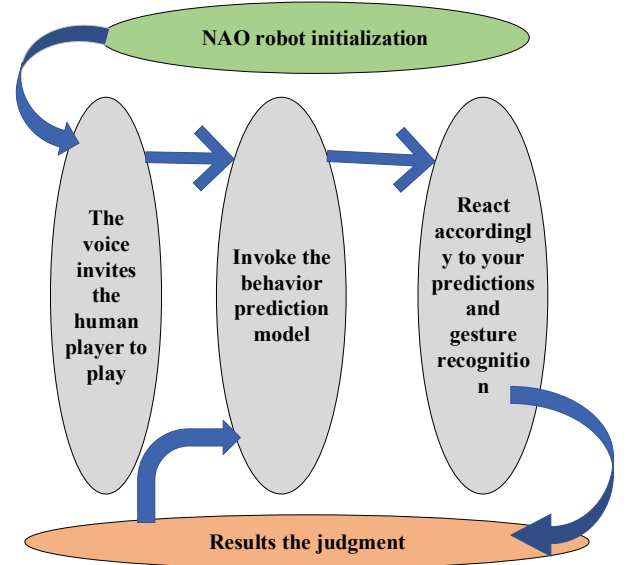 NAO robot initialization
The
voice
invites
the
human
player to
play
Invoke the
behavior
prediction
model
React
accordingl
y to your
predictions
and
gesture
recognitio
n
Results the judgment